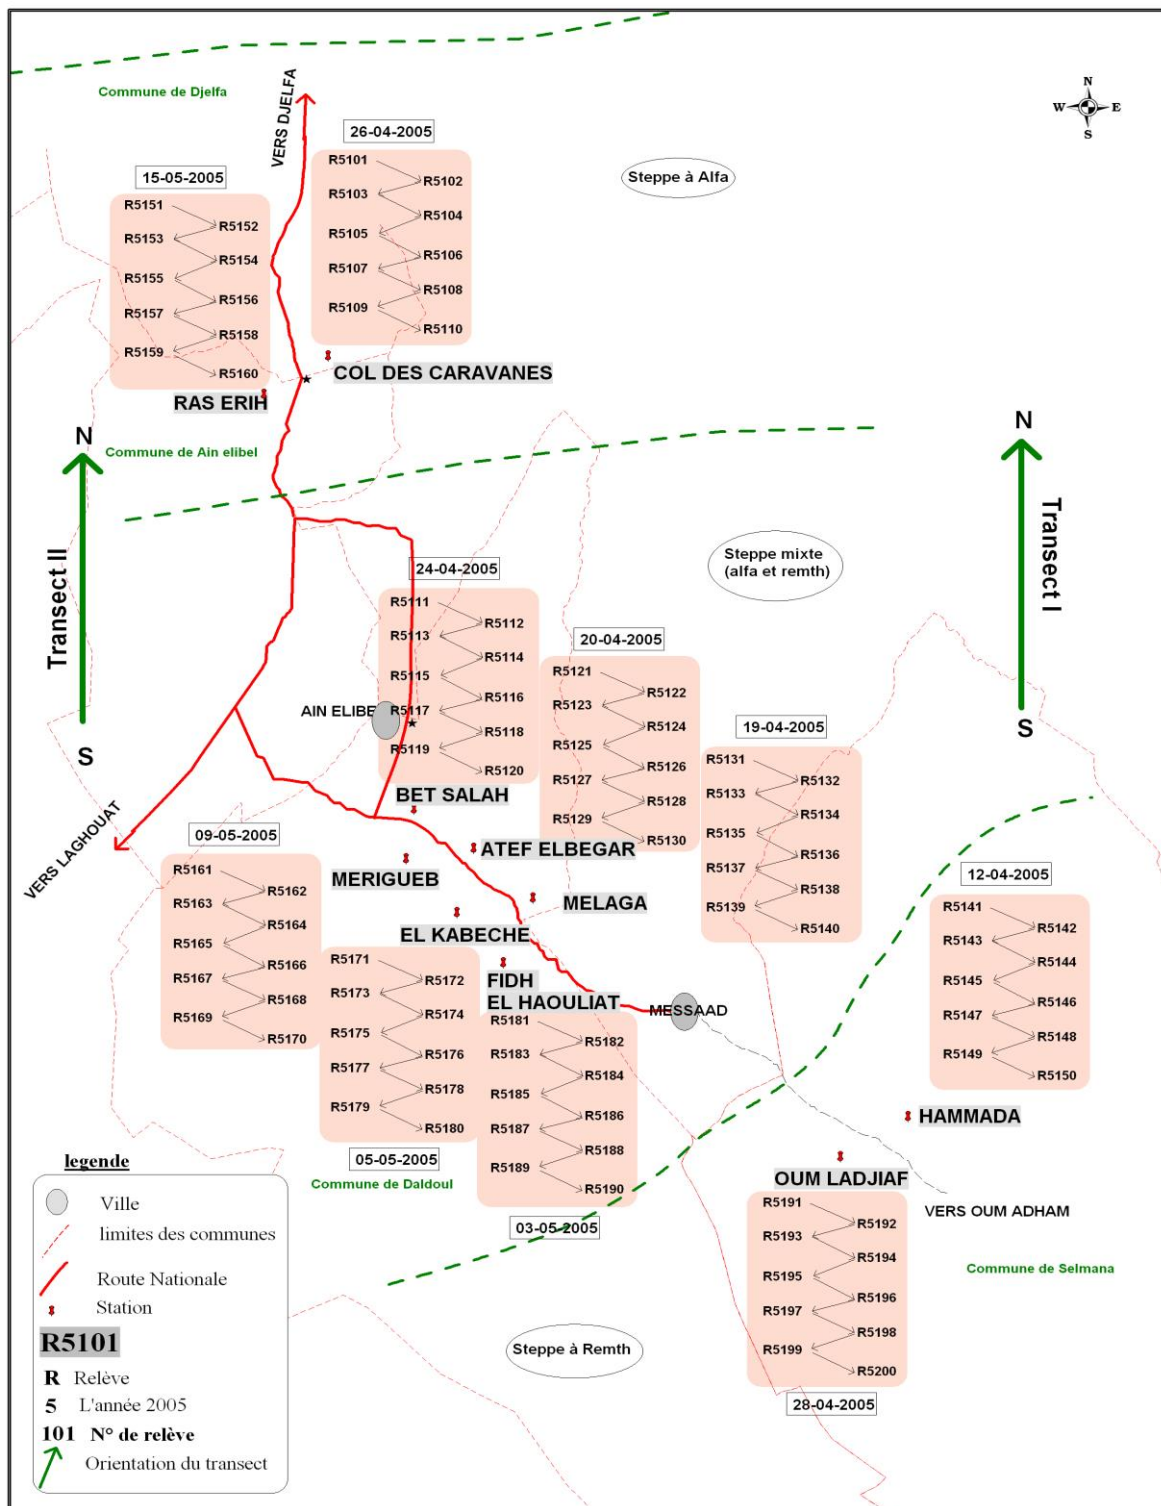 Commune de Djelfa
VERS DJELFA
N
W
E
S
26-04-2005
R5101
R5102
R5103
R5104
R5105
R5106
R5107
R5108
R5109
R5110
Steppe à Alfa
15-05-2005
R5151
R5152
R5153
R5154
R5155
R5156
R5157
R5158
R5159
R5160
COL DES CARAVANES
RAS ERIH
Commune de Ain elibel
N
Transect II
S
N
Transect I
S
Steppe mixte
(alfa et remth)
24-04-2005
R5111
R5112
R5113
R5114
R5115
R5116
R5117
R5118
R5119
R5120
AIN ELIBE
BET SALAH
20-04-2005
R5121
R5122
R5123
R5124
R5125
R5126
R5127
R5128
R5129
R5130
19-04-2005
R5131
R5132
R5133
R5134
R5135
R5136
R5137
R5138
R5139
R5140
VERS LAGHOUAT
ATEF ELBEGAR
MERIGUEB
MELAGA
EL KABECHE
FIDH
EL HAOULIAT
MESSAAD
09-05-2005
R5161
R5162
R5163
R5164
R5165
R5166
R5167
R5168
R5169
R5170
12-04-2005
R5141
R5142
R5143
R5144
R5145
R5146
R5147
R5148
R5149
R5150
HAMMADA
R5171
R5172
R5173
R5174
R5175
R5176
R5177
R5178
R5179
R5180
05-05-2005
Commune de Daldoul
R5181
R5182
R5183
R5184
R5185
R5186
R5187
R5188
R5189
R5190
03-05-2005
OUM LADJIAF
R5191
R5192
R5193
R5194
R5195
R5196
R5197
R5198
R5199
R5200
28-04-2005
VERS OUM ADHAM
Commune de Selmana
Steppe à Remth
legende
Ville
limites des communes
Route Nationale
Station
R5101
R Relève
5 L'année 2005
101 N° de relève
Orientation du transect